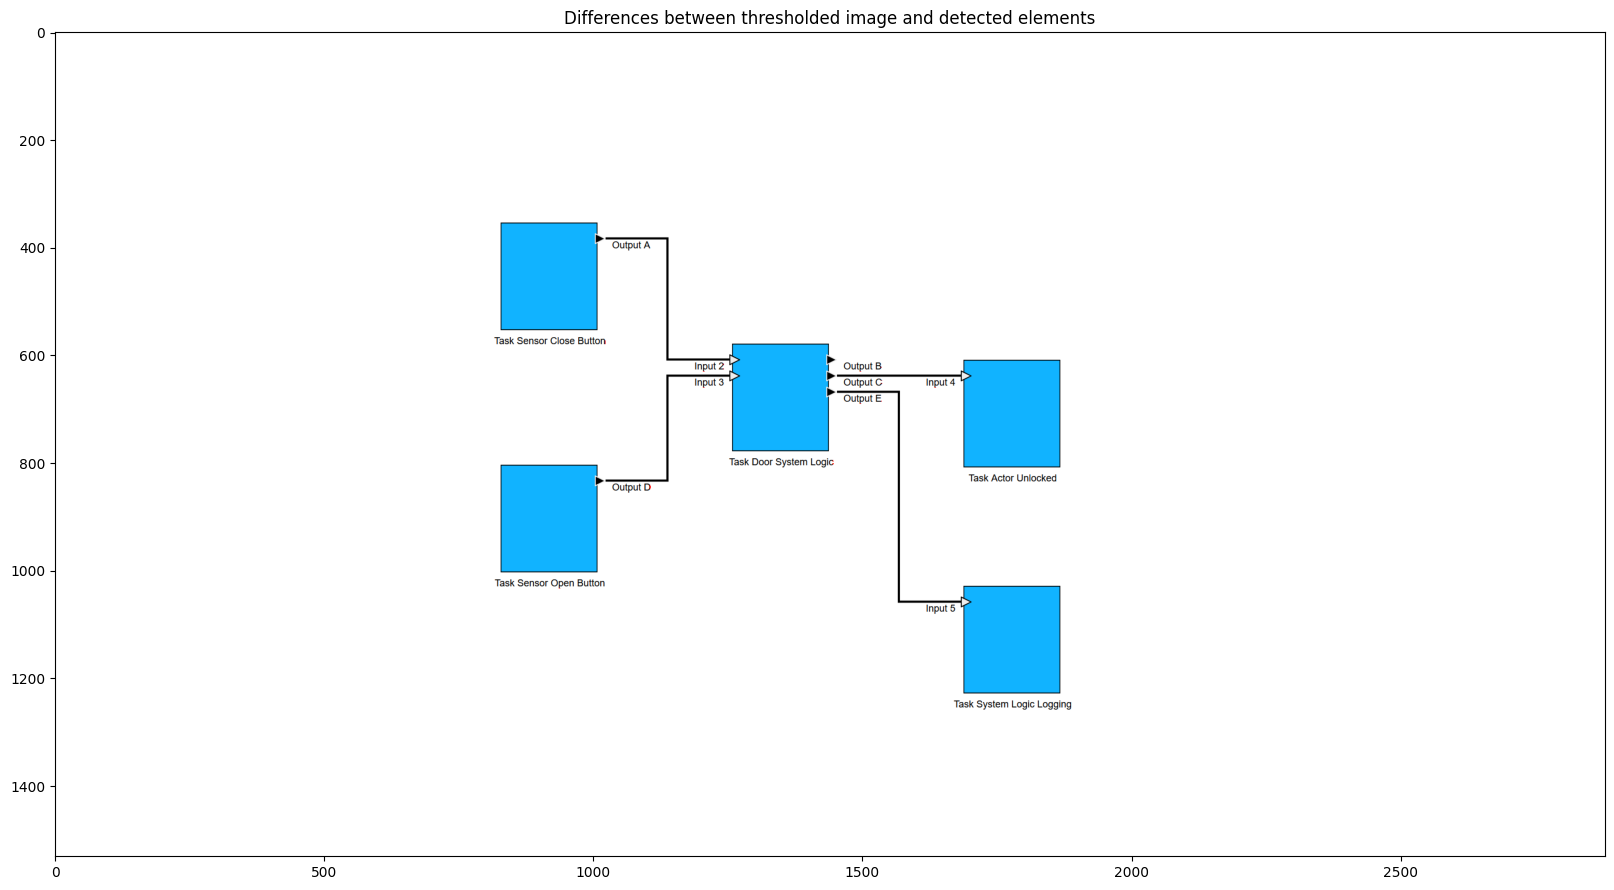 Differences between thresholded image and detected elements
0
200
400
600
800
1000
1200
1400
Output A
Task Sensor Close Button
Input 2
Input 3
Output B
Output C
Output E
Input 4
Task Door System Logic
Task Actor Unlocked
Output D
Task Sensor Open Button
Input 5
Task System Logic Logging
0
500
1000
1500
2000
2500